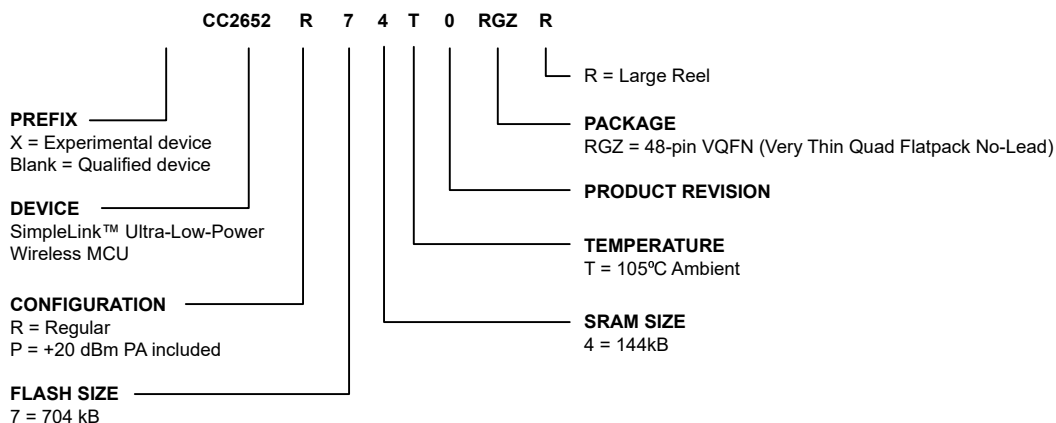 CC2652 R 7 4 T 0 RGZ R
PREFIX
X = Experimental device
Blank = Qualified device
DEVICE
SimpleLink™ Ultra-Low-Power
Wireless MCU
CONFIGURATION
R = Regular
P = +20 dBm PA included
FLASH SIZE
7 = 704 kB
R = Large Reel
PACKAGE
RGZ = 48-pin VQFN (Very Thin Quad Flatpack No-Lead)
PRODUCT REVISION
TEMPERATURE
T = 105ºC Ambient
SRAM SIZE
4 = 144kB